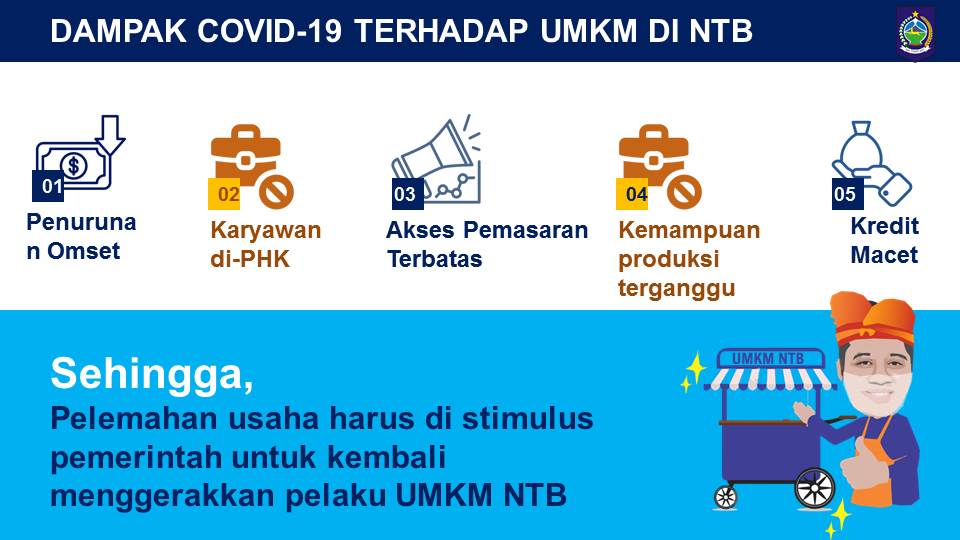 DAMPAK COVID-19 TERHADAP UMKM DI NTB
01
Penuruna
n Omset
02
Karyawan
di-PHK
03
Akses Pemasaran
Terbatas
04
Kemampuan
produksi
terganggu
05
Kredit
Macet
Sehingga,
Pelemahan usaha harus di stimulus
pemerintah untuk kembali
menggerakkan pelaku UMKM NTB
UMKM NTB